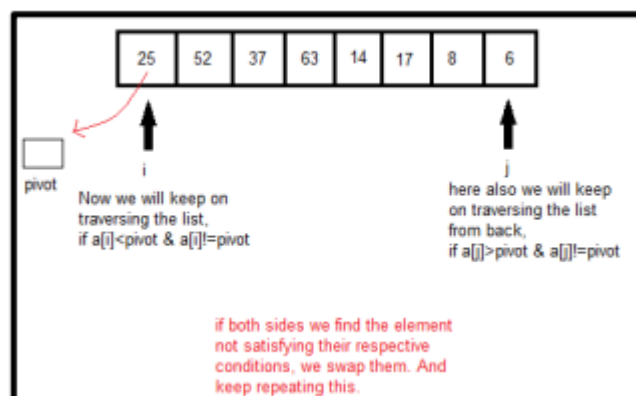 25 52 37 63 14 17 8 6
pivot
i
Now we will keep on
traversing the list,
if a[i]<pivot & a[i]!=pivot
j
here also we will keep
on traversing the list
from back,
if a[j]>pivot & a[j]!=pivot
if both sides we find the element
not satisfying their respective
conditions, we swap them. And
keep repeating this.